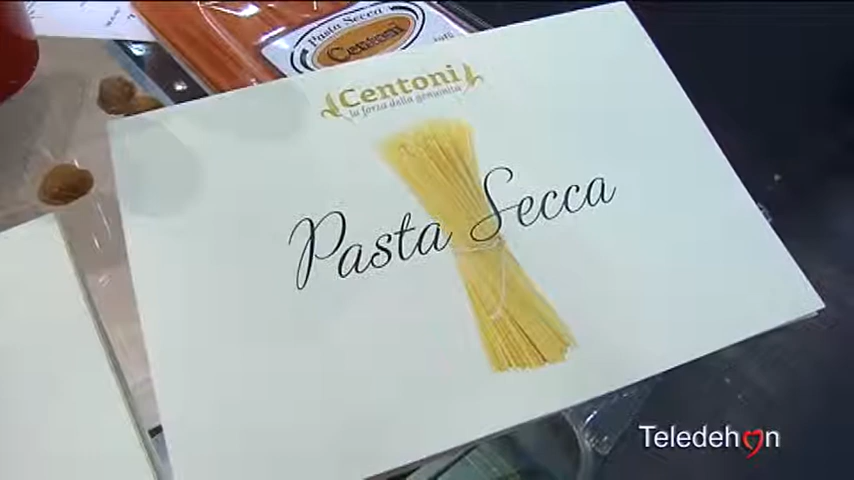 Pasta Secca
Centoni
Centoni
la forza della genuinità
Pasta Secca
Teledehon